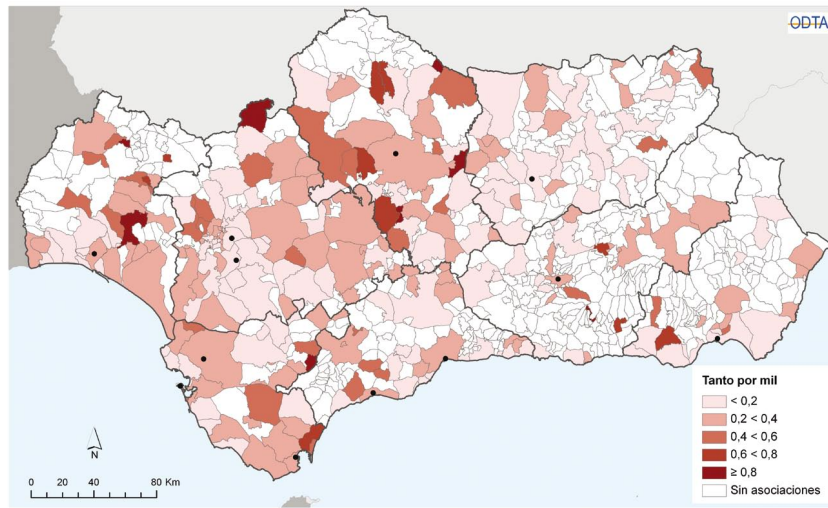 ODTA
Tanto por mil
< 0,2
0,2 < 0,4
0,4 < 0,6
0,6 < 0,8
≥ 0,8
Sin asociaciones
N
0 20 40 80 Km